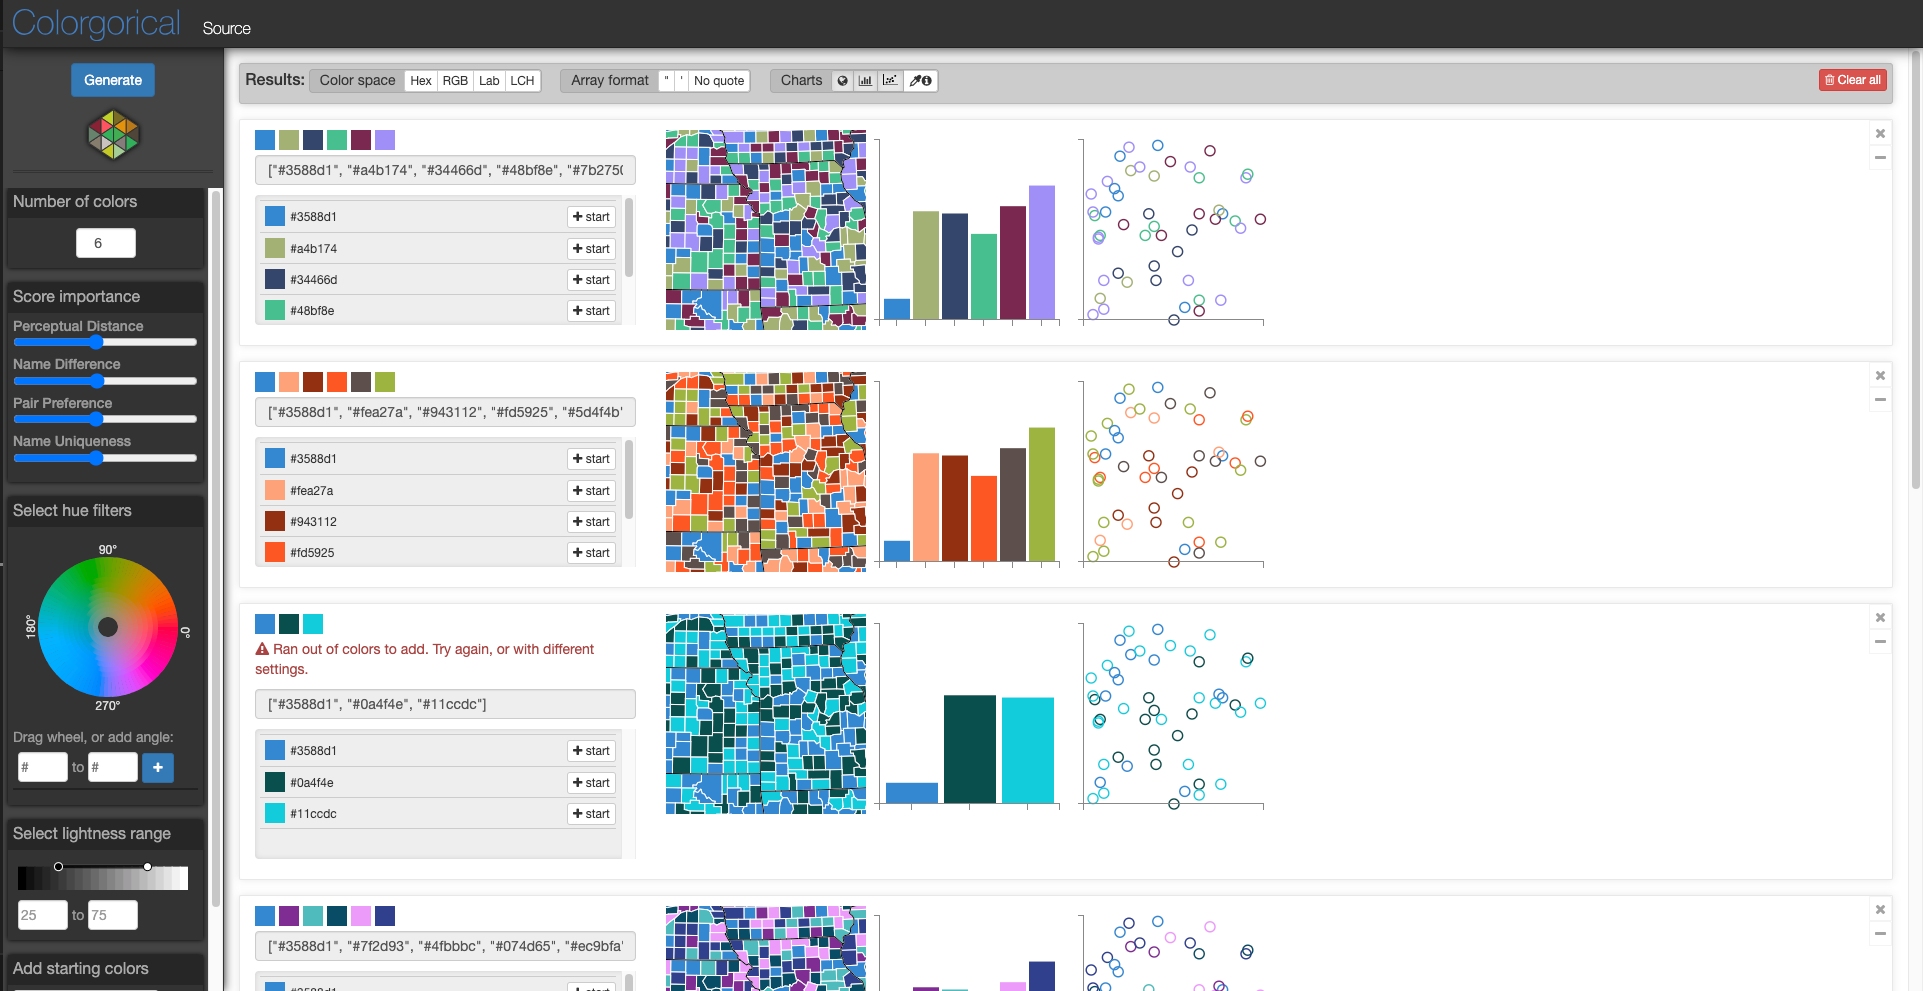 Colorgorical Source
Generate
Number of colors
6
Score importance
Perceptual Distance
Name Difference
Pair Preference
Name Uniqueness
Select hue filters
90°
180°
0°
270°
Drag wheel, or add angle:
# to # +
Select lightness range
25 to 75
Add starting colors
Results: Color space Hex RGB Lab LCH Array format " ' No quote Charts Clear all
["#3588d1", "#a4b174", "#34466d", "#48bf8e", "#7b2750
#3588d1 + start
#a4b174 + start
#34466d + start
#48bf8e + start
["#3588d1", "#fea27a", "#943112", "#fd5925", "#5d4f4b"
#3588d1 + start
#fea27a + start
#943112 + start
#fd5925 + start
Ran out of colors to add. Try again, or with different
settings.
["#3588d1", "#0a4f4e", "#11ccdc"]
#3588d1 + start
#0a4f4e + start
#11ccdc + start
["#3588d1", "#7f2d93", "#4fbbbc", "#074d65", "#ec9bfa"